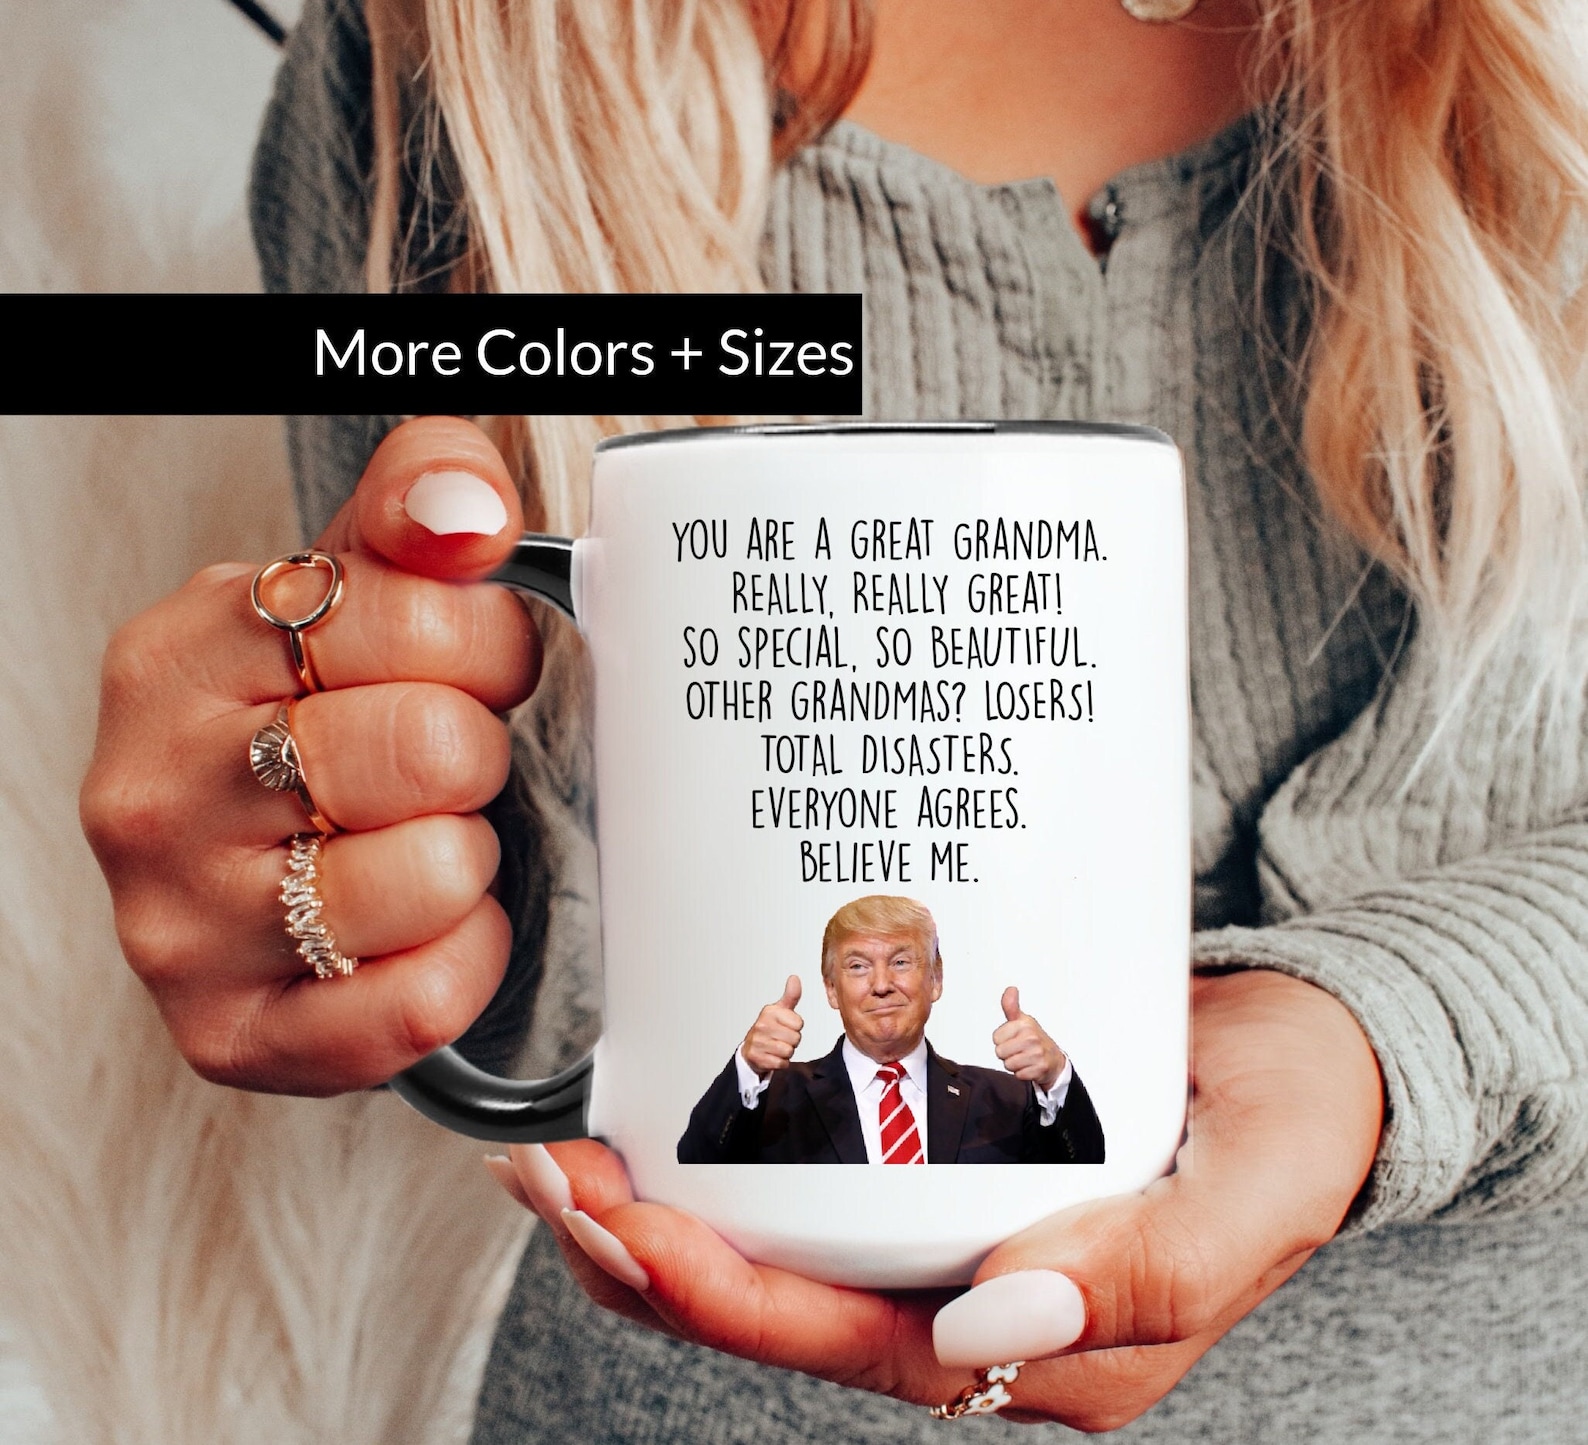 More Colors + Sizes
YOU ARE A GREAT GRANDMA.
REALLY, REALLY GREAT!
SO SPECIAL, SO BEAUTIFUL.
OTHER GRANDMAS? LOSERS!
TOTAL DISASTERS.
EVERYONE AGREES.
BELIEVE ME.